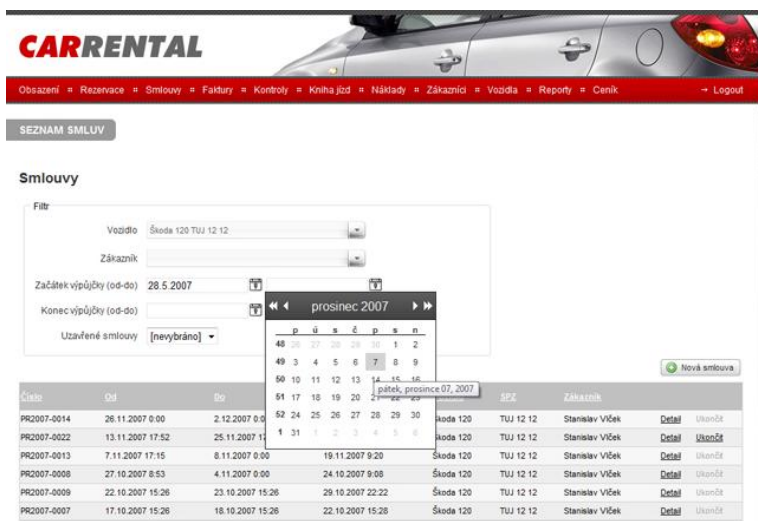 CARRENTAL
Obsazení Rezervace Smlouvy Faktury Kontroly Kniha jízd Náklady Zákazníci Vozidla Reporty Ceník → Logout
SEZNAM SMLUV
Smlouvy
Filtr
Vozidlo Škoda 120 TUJ 12 12
Zákazník
Začátek výpůjčky (od-do) 28.5.2007
Konec výpůjčky (od-do)
Uzavřené smlouvy [nevybráno]
prosinec 2007
p ú s č p s n
48 26 27 28 29 30 1 2
49 3 4 5 6 7 8 9
50 10 11 12 13 14 15 16
pátek, prosince 07, 2007
51 17 18 19 20 21 22 23
52 24 25 26 27 28 29 30
1 31 1 2 3 4 5 6
Nová smlouva
Číslo Od Do SPZ Zákazník
PR2007-0014 26.11.2007 0:00 2.12.2007 0:0 Škoda 120 TUJ 12 12 Stanislav Vlček Detail Ukončit
PR2007-0022 13.11.2007 17:52 25.11.2007 Škoda 120 TUJ 12 12 Stanislav Vlček Detail Ukončit
PR2007-0013 7.11.2007 17:15 8.11.2007 0:00 19.11.2007 9:20 Škoda 120 TUJ 12 12 Stanislav Vlček Detail Ukončit
PR2007-0008 27.10.2007 8:53 4.11.2007 0:00 24.10.2007 9:08 Škoda 120 TUJ 12 12 Stanislav Vlček Detail Ukončit
PR2007-0009 22.10.2007 15:26 23.10.2007 15:26 29.10.2007 22:22 Škoda 120 TUJ 12 12 Stanislav Vlček Detail Ukončit
PR2007-0007 17.10.2007 15:26 18.10.2007 15:26 22.10.2007 15:28 Škoda 120 TUJ 12 12 Stanislav Vlček Detail Ukončit